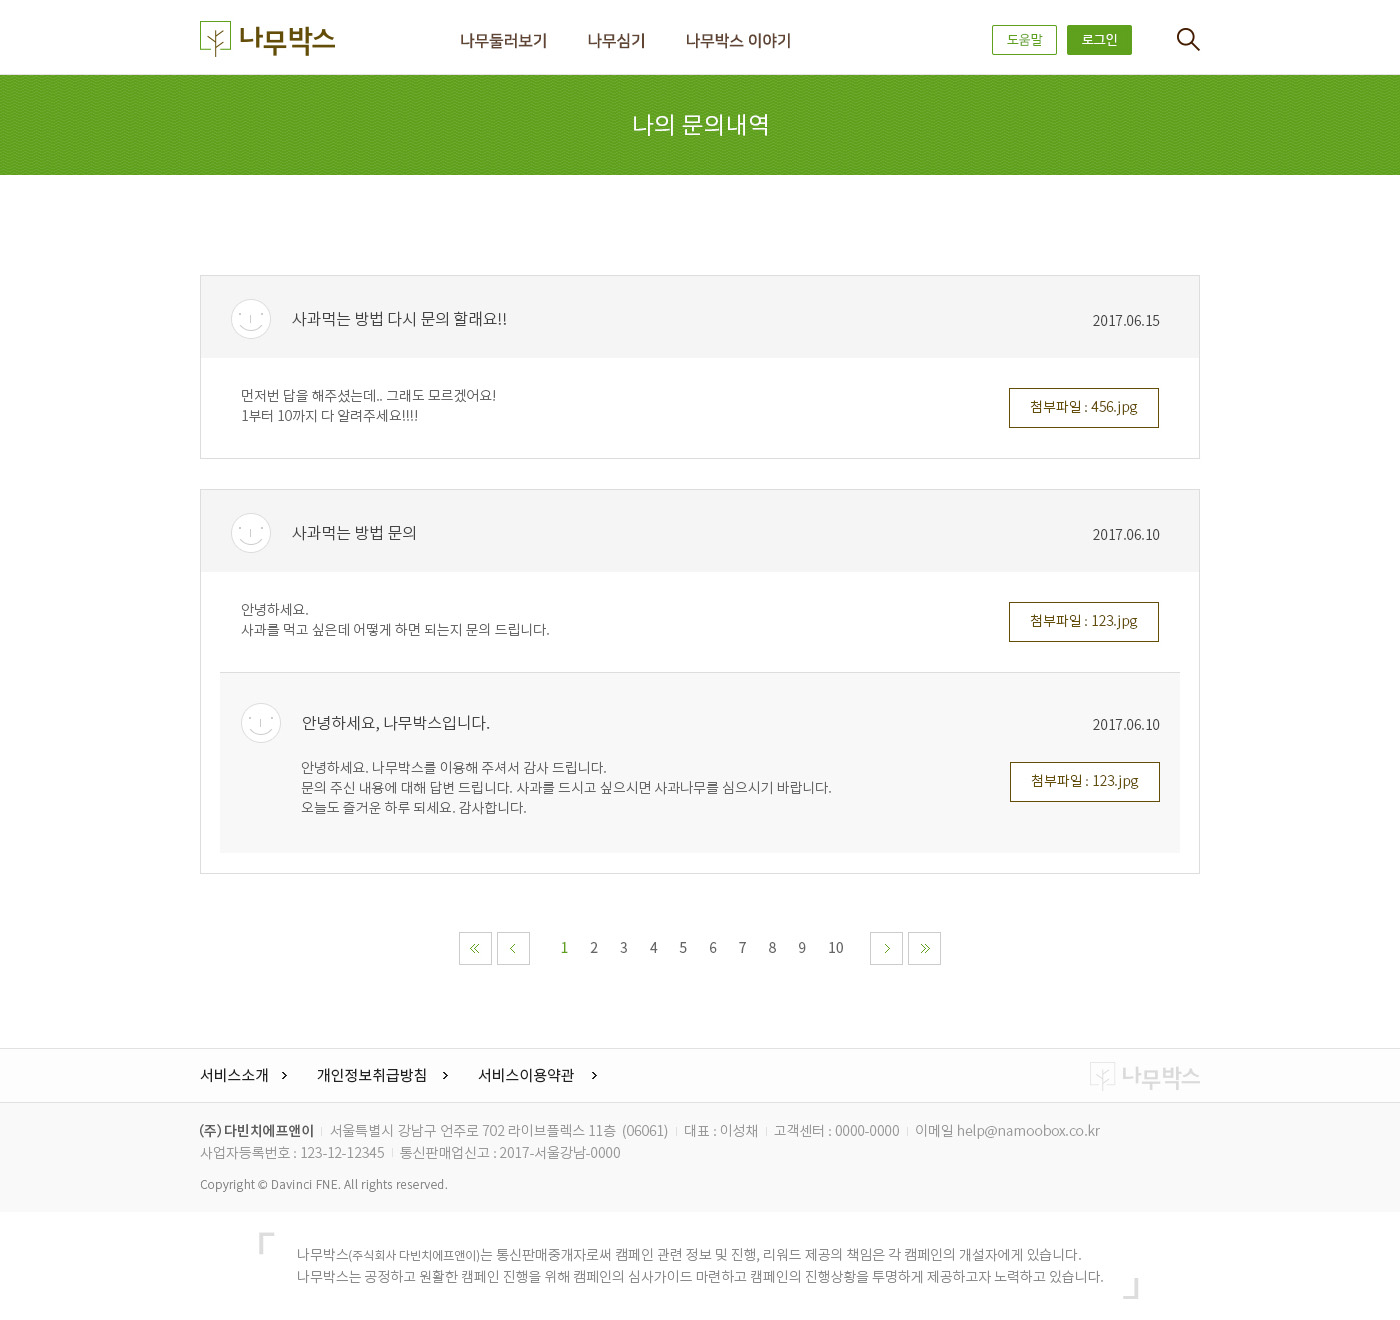 나무박스
나무둘러보기 나무심기 나무박스 이야기 도움말 로그인
나의 문의내역
사과먹는 방법 다시 문의 할래요!! 2017.06.15
먼저번 답을 해주셨는데.. 그래도 모르겠어요!
1부터 10까지 다 알려주세요!!!!
첨부파일 : 456.jpg
사과먹는 방법 문의 2017.06.10
안녕하세요.
사과를 먹고 싶은데 어떻게 하면 되는지 문의 드립니다.
첨부파일 : 123.jpg
안녕하세요, 나무박스입니다. 2017.06.10
안녕하세요. 나무박스를 이용해 주셔서 감사 드립니다.
문의 주신 내용에 대해 답변 드립니다. 사과를 드시고 싶으시면 사과나무를 심으시기 바랍니다.
오늘도 즐거운 하루 되세요. 감사합니다.
첨부파일 : 123.jpg
1 2 3 4 5 6 7 8 9 10
서비스소개 개인정보취급방침 서비스이용약관 나무박스
(주) 다빈치에프앤이 서울특별시 강남구 언주로 702 라이브플렉스 11층 (06061) 대표 : 이성채 고객센터 : 0000-0000 이메일 help@namoobox.co.kr
사업자등록번호 : 123-12-12345 통신판매업신고 : 2017-서울강남-0000
Copyright © Davinci FNE. All rights reserved.
「나무박스(주식회사 다빈치에프앤이)는 통신판매중개자로써 캠페인 관련 정보 및 진행, 리워드 제공의 책임은 각 캠페인의 개설자에게 있습니다.
나무박스는 공정하고 원활한 캠페인 진행을 위해 캠페인의 심사가이드 마련하고 캠페인의 진행상황을 투명하게 제공하고자 노력하고 있습니다.」